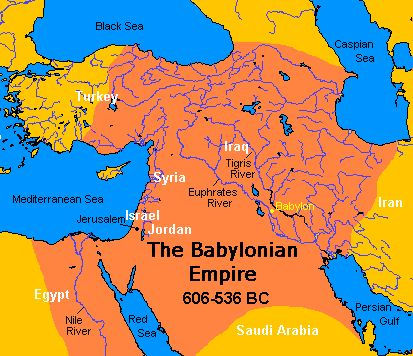 Black Sea
Caspian
Sea
Turkey
Iraq
Tigris
River
Syria
Euphrates
River
Mediterranean Sea
Iran
Babylon
Jerusalem
Israel
Jordan
The Babylonian
Empire
606-536 BC
Egypt
Nile
River
Red
Sea
Persian
Gulf
Saudi Arabia